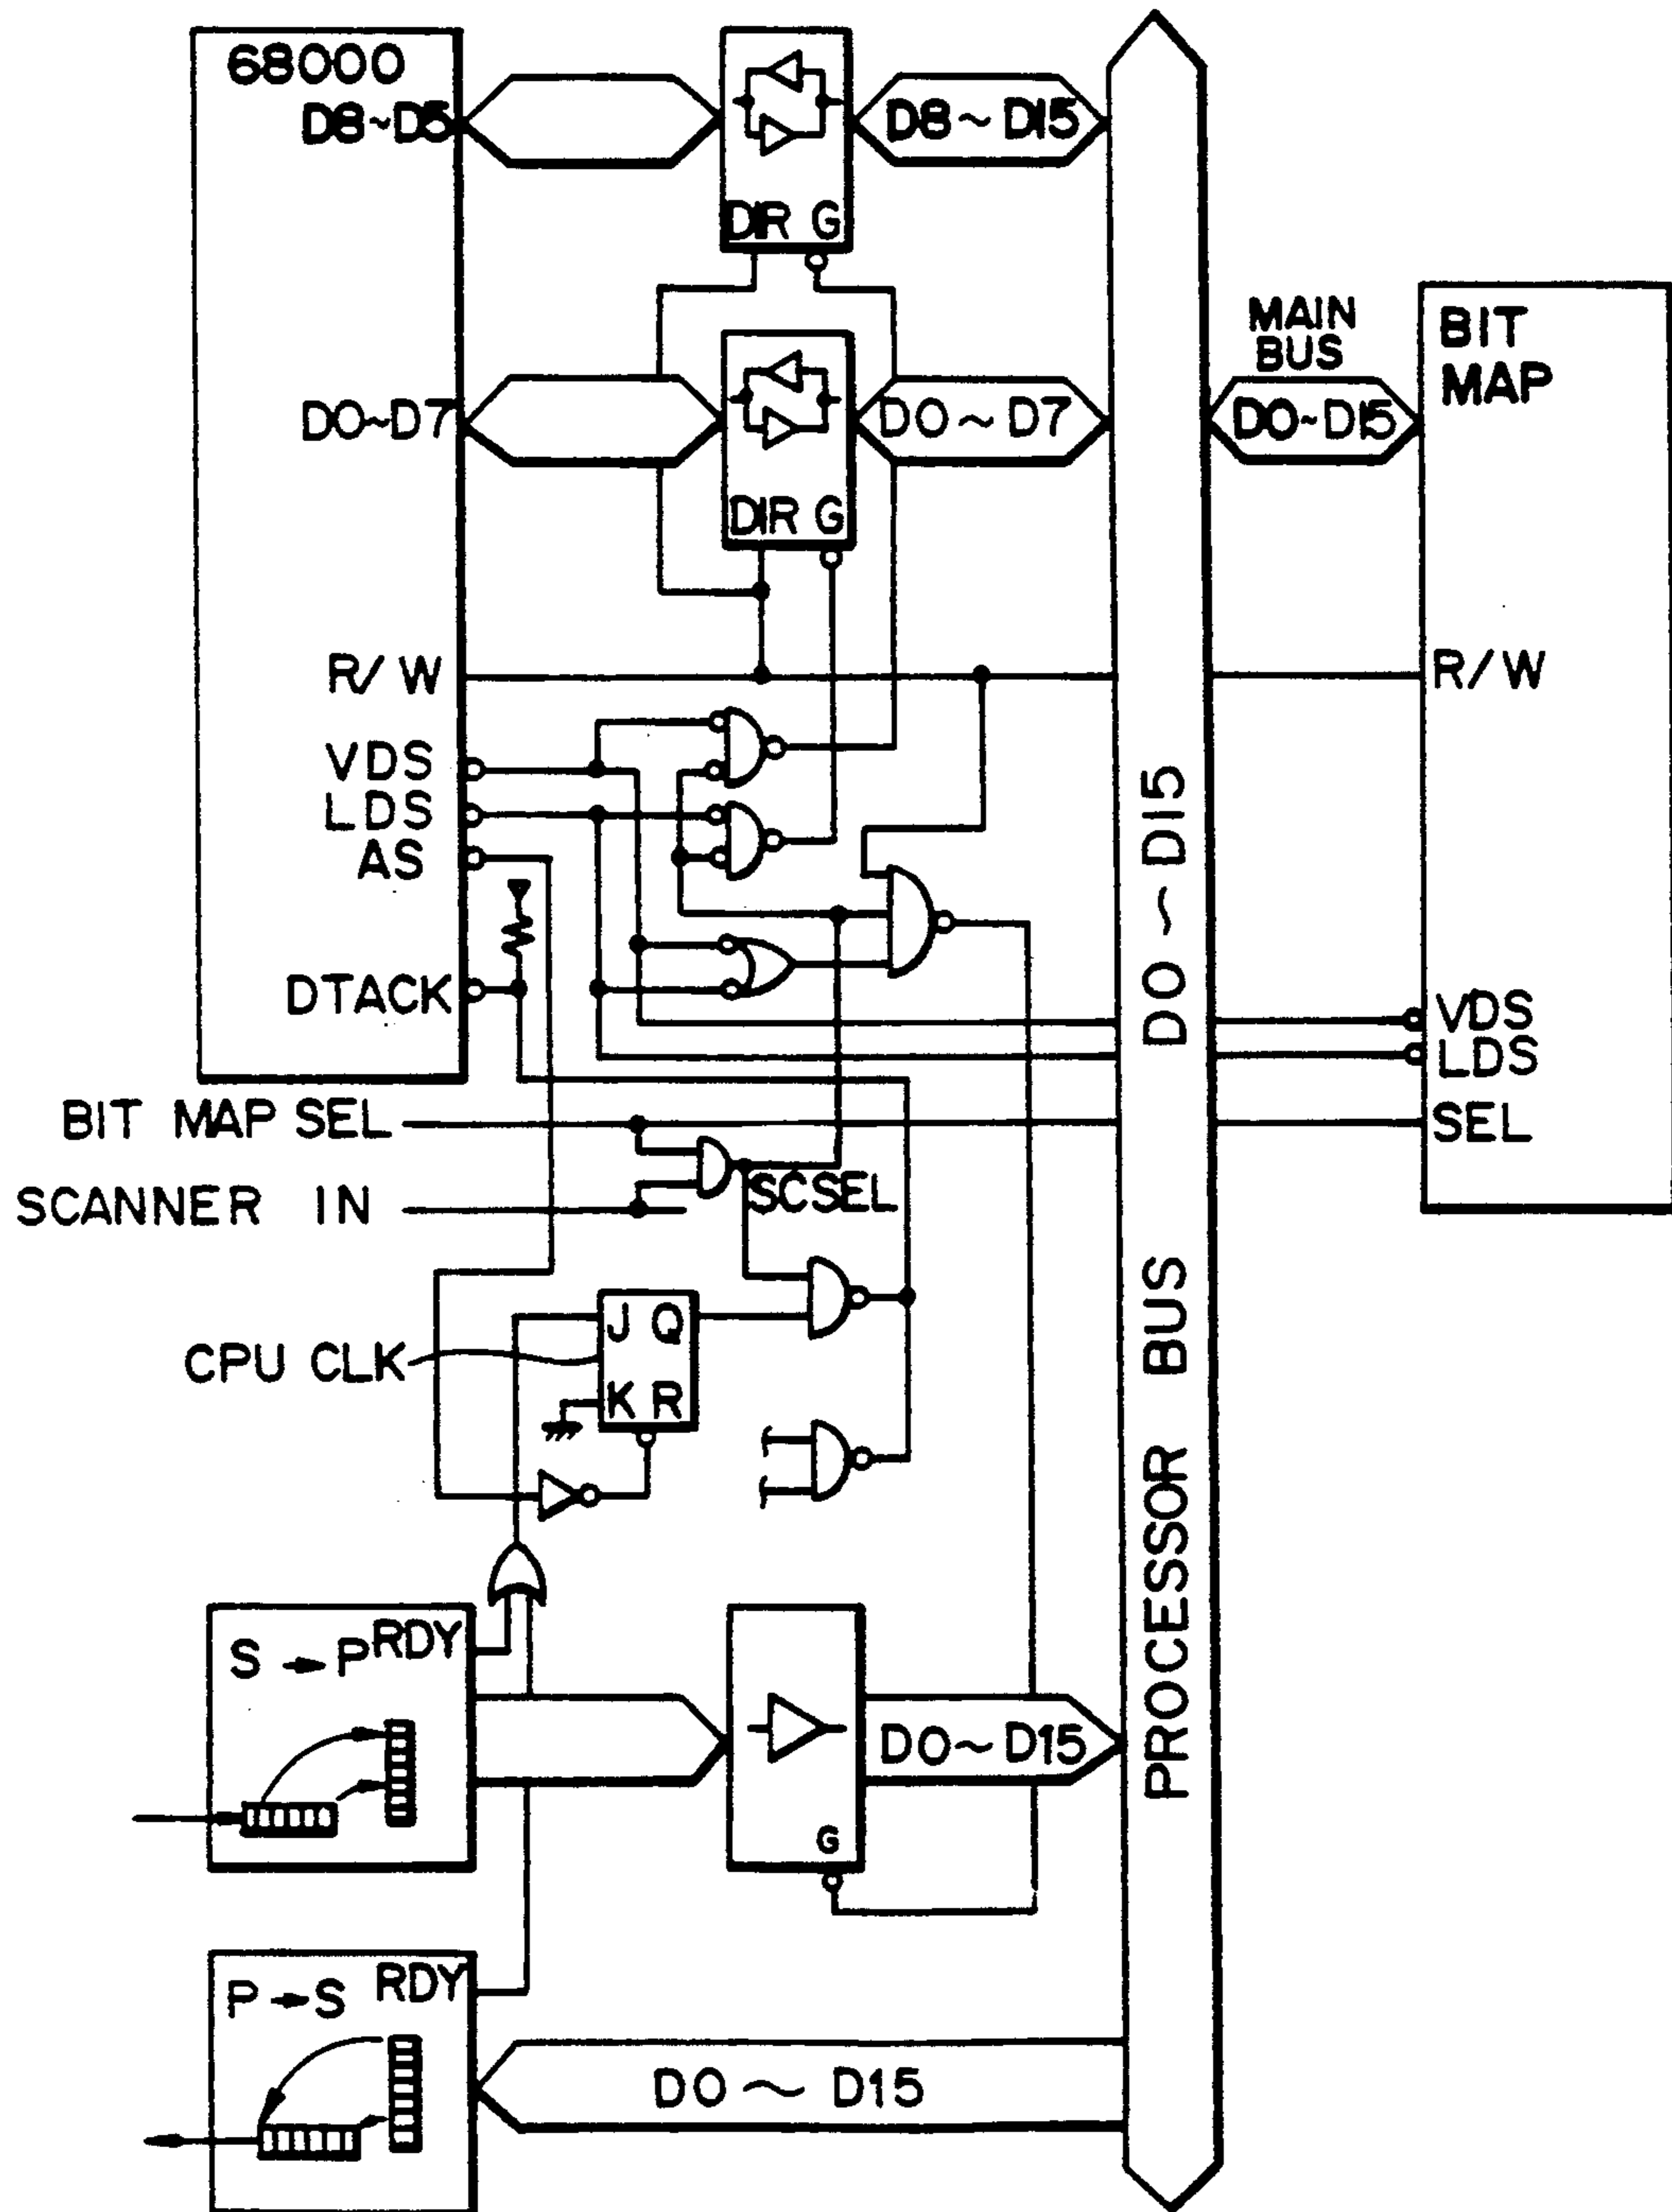 68000
D8~D5
D8~D15
DIR G
MAIN BUS
BIT MAP
D0~D7
D0~D7
D0~D15
DIR G
R/W
R/W
VDS
LDS
AS
DTACK
VDS
LDS
BIT MAP SEL
SEL
SCANNER IN
SCSEL
J Q
CPU CLK
K R
PROCESSOR BUS D0~D15
S → P RDY
D0~D15
G
P → S RDY
D0~D15